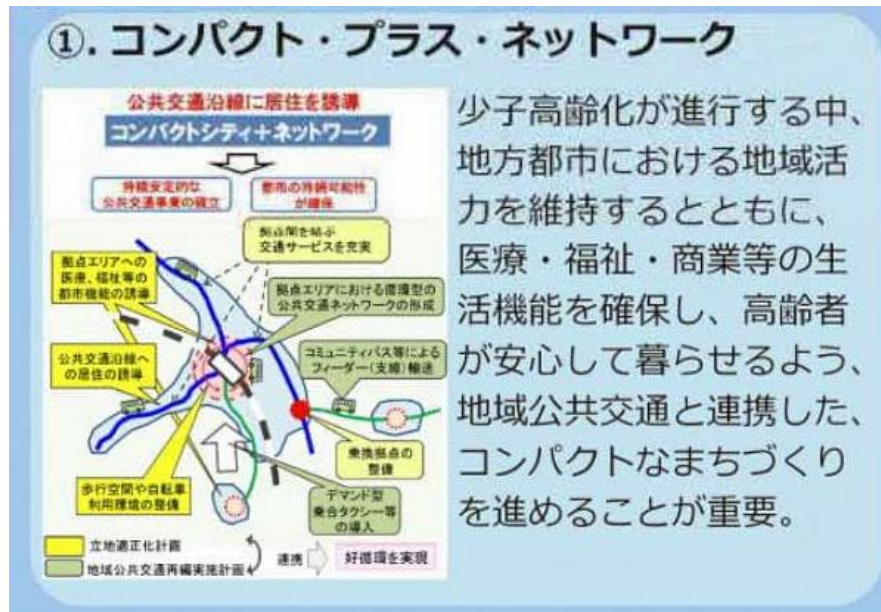 ①. コンパクト・プラス・ネットワーク
公共交通沿線に居住を誘導
コンパクトシティ+ネットワーク
持続安定的な
公共交通事業の確立
都市の持続可能性
が確保
拠点間を結ぶ
交通サービスを充実
拠点エリアへの
医療、福祉等の
都市機能の誘導
拠点エリアにおける循環型の
公共交通ネットワークの形成
公共交通沿線へ
の居住の誘導
コミュニティバス等による
フィーダー(支線)輸送
乗換拠点の
整備
歩行空間や自転車
利用環境の整備
デマンド型
乗合タクシー等
の導入
立地適正化計画
地域公共交通再編実施計画
連携
好循環を実現
少子高齢化が進行する中、
地方都市における地域活
力を維持するとともに、
医療・福祉・商業等の生
活機能を確保し、高齢者
が安心して暮らせるよう、
地域公共交通と連携した、
コンパクトなまちづくり
を進めることが重要。